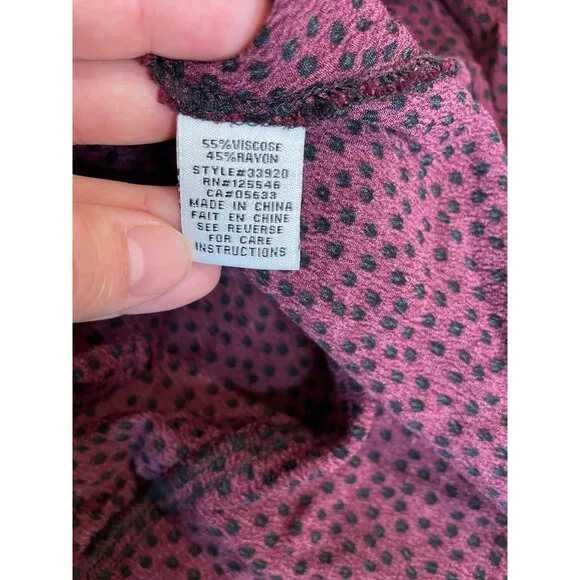 55%VISCOSE
45%RAYON
STYLE#33920
RN#125546
CA#05633
MADE IN CHINA
FAIT EN CHINE
SEE REVERSE
FOR CARE
INSTRUCTIONS